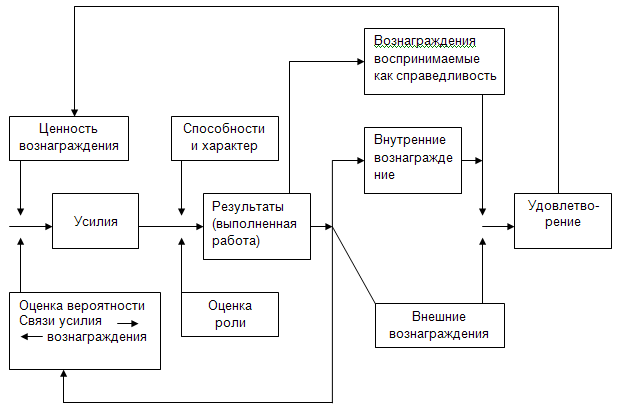 Вознаграждения
воспринимаемые
как справедливость
Ценность
вознаграждения
Способности
и характер
Внутренние
вознагражде
ние
Усилия
Результаты
(выполненная
работа)
Удовлетво-
рение
Оценка вероятности
Связи усилия
вознаграждения
Оценка
роли
Внешние
вознаграждения